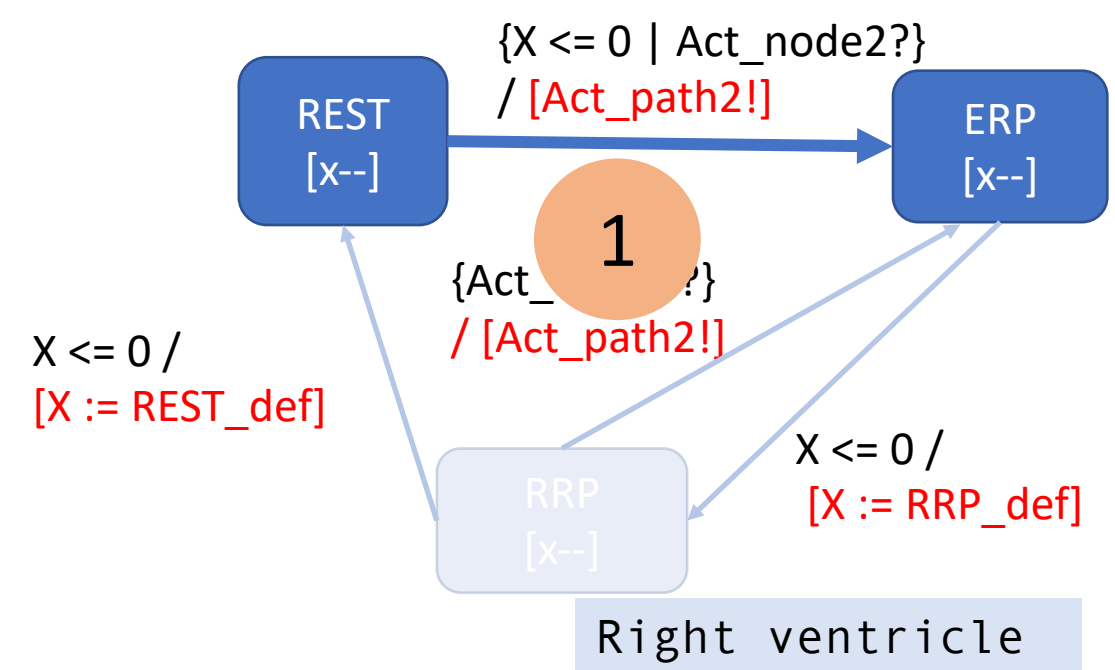 {X <= 0 | Act_node2?}
/ [Act_path2!]
REST
[x--]
ERP
[x--]
1
{Act_ ?}
/ [Act_path2!]
X <= 0 /
[X := REST_def]
X <= 0 /
[X := RRP_def]
RRP
[x--]
Right ventricle